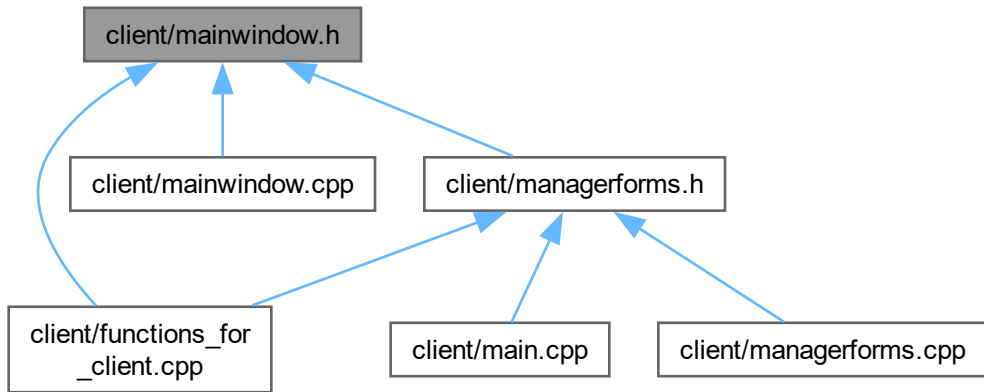 client/mainwindow.h
client/mainwindow.cpp
client/managerforms.h
client/functions_for
_client.cpp
client/main.cpp
client/managerforms.cpp